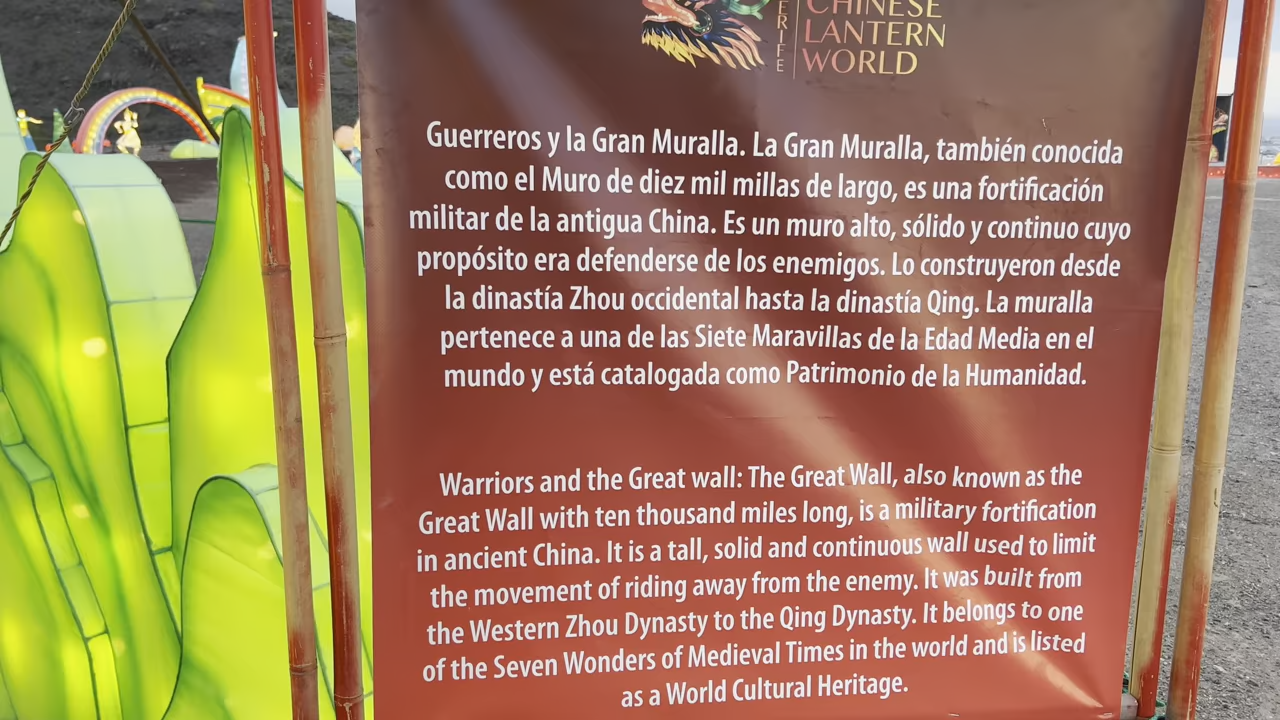 ERIFE
CHINESE
LANTERN
WORLD
Guerreros y la Gran Muralla. La Gran Muralla, también conocida
como el Muro de diez mil millas de largo, es una fortificación
militar de la antigua China. Es un muro alto, sólido y continuo cuyo
propósito era defenderse de los enemigos. Lo construyeron desde
la dinastía Zhou occidental hasta la dinastía Qing. La muralla
pertenece a una de las Siete Maravillas de la Edad Media en el
mundo y está catalogada como Patrimonio de la Humanidad.
Warriors and the Great wall: The Great Wall, also known as the
Great Wall with ten thousand miles long, is a military fortification
in ancient China. It is a tall, solid and continuous wall used to limit
the movement of riding away from the enemy. It was built from
the Western Zhou Dynasty to the Qing Dynasty. It belongs to one
of the Seven Wonders of Medieval Times in the world and is listed
as a World Cultural Heritage.